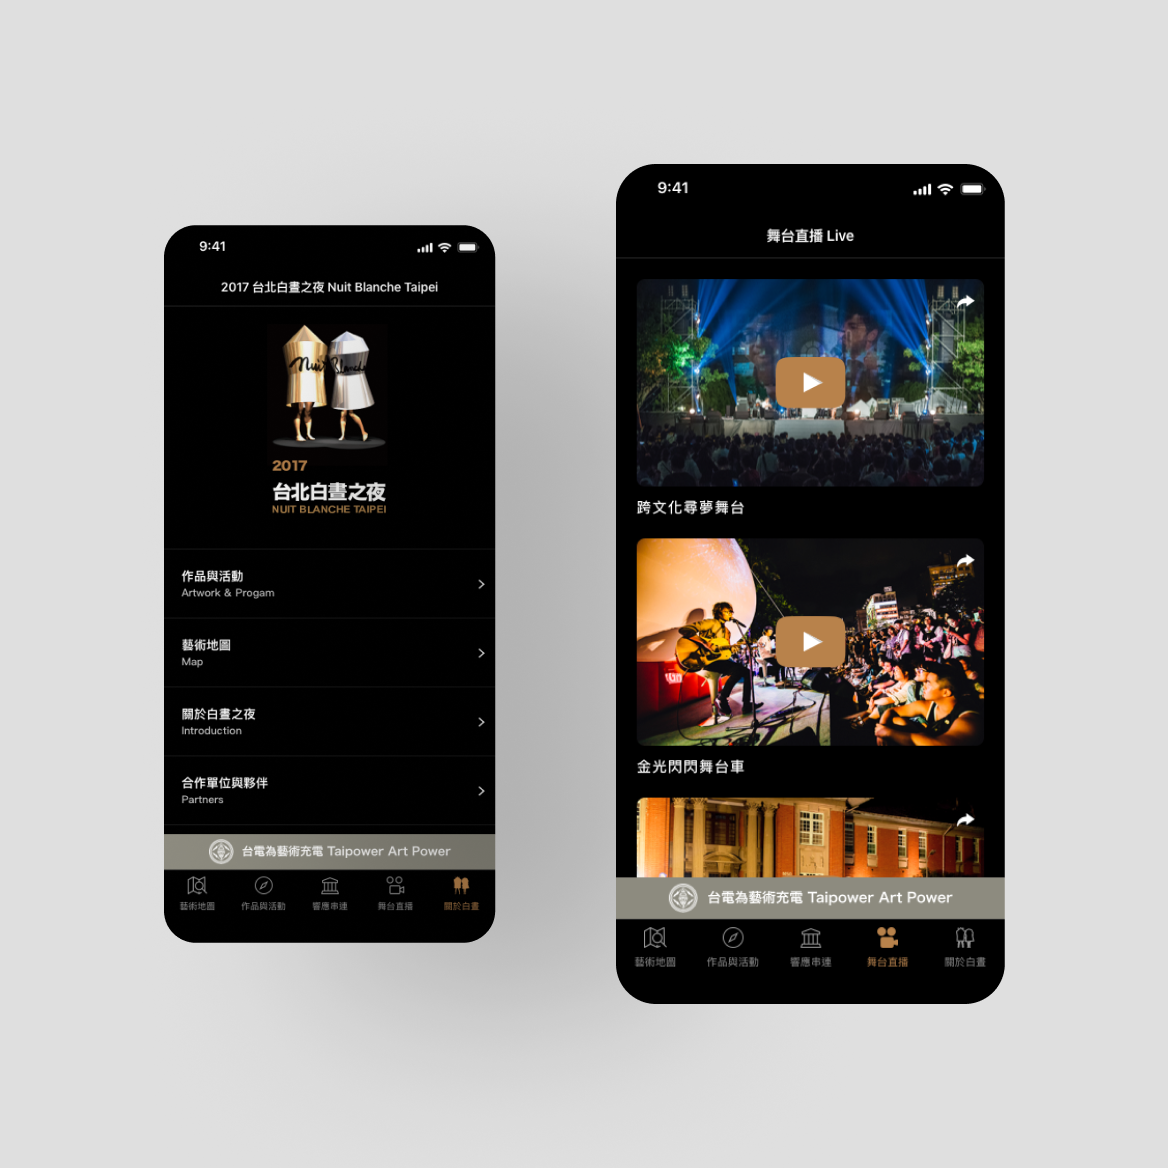 9:41
2017 台北白晝之夜 Nuit Blanche Taipei
Nuit Blanche
2017
台北白晝之夜
NUIT BLANCHE TAIPEI
作品與活動
Artwork & Progam
藝術地圖
Map
關於白晝之夜
Introduction
合作單位與夥伴
Partners
台電為藝術充電 Taipower Art Power
藝術地圖
作品與活動
響應串連
舞台直播
關於白晝
9:41
舞台直播 Live
跨文化尋夢舞台
金光閃閃舞台車
台電為藝術充電 Taipower Art Power
藝術地圖
作品與活動
響應串連
舞台直播
關於白晝